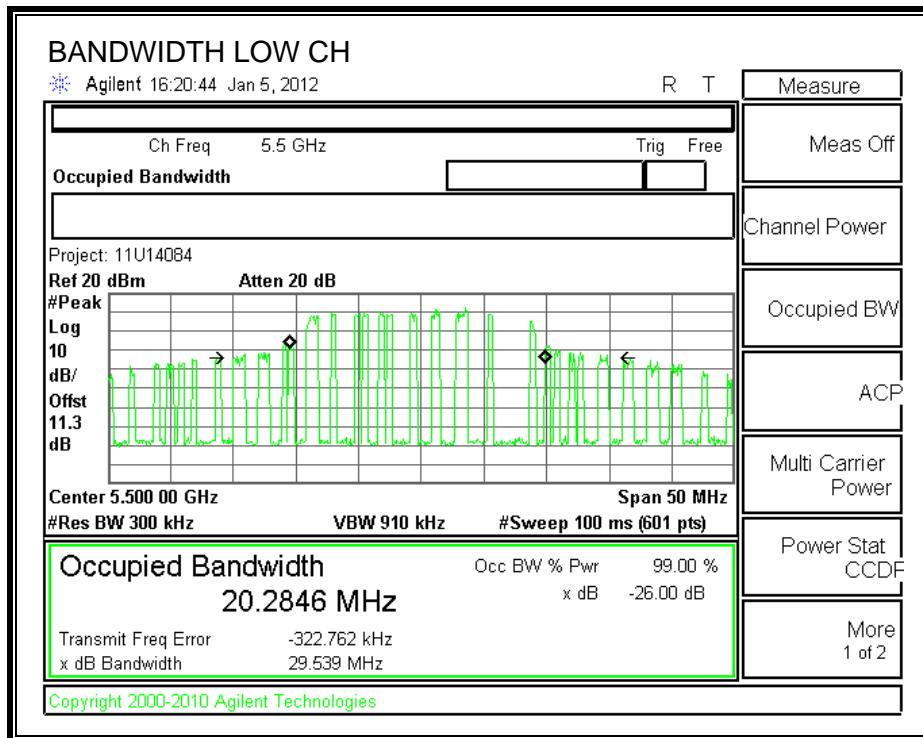 BANDWIDTH LOW CH
Agilent 16:20:44 Jan 5, 2012 R T
Ch Freq 5.5 GHz Trig Free
Occupied Bandwidth
Project: 11U14084
Ref 20 dBm Atten 20 dB
#Peak
Log
10
dB/
Offst
11.3
dB
Center 5.500 00 GHz Span 50 MHz
#Res BW 300 kHz VBW 910 kHz #Sweep 100 ms (601 pts)
Occupied Bandwidth Occ BW % Pwr 99.00 %
20.2846 MHz x dB -26.00 dB
Transmit Freq Error -322.762 kHz
x dB Bandwidth 29.539 MHz
Copyright 2000-2010 Agilent Technologies
Measure
Meas Off
Channel Power
Occupied BW
ACP
Multi Carrier
Power
Power Stat
CCDF
More
1 of 2